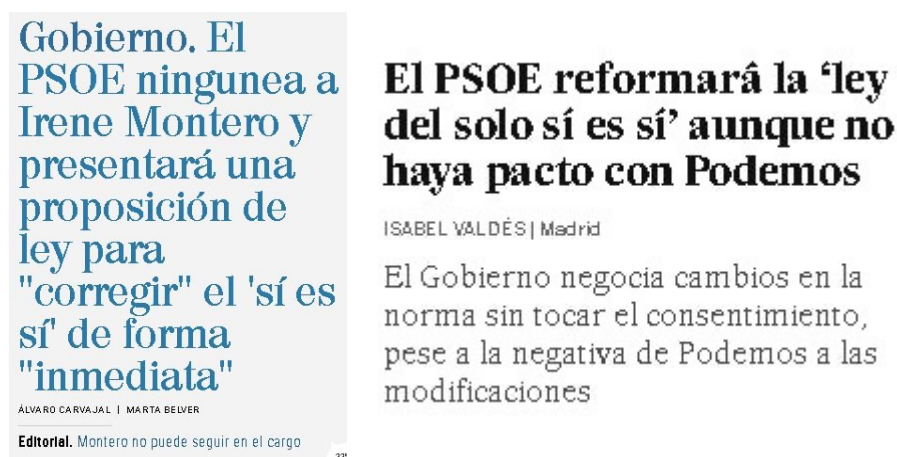 Gobierno. El
PSOE ningunea a
Irene Montero y
presentará una
proposición de
ley para
"corregir" el 'sí es
sí' de forma
"inmediata"
ÁLVARO CARVAJAL | MARTA BELVER
Editorial. Montero no puede seguir en el cargo
El PSOE reformará la ‘ley
del solo sí es sí’ aunque no
haya pacto con Podemos
ISABEL VALDÉS | Madrid
El Gobierno negocia cambios en la
norma sin tocar el consentimiento,
pese a la negativa de Podemos a las
modificaciones